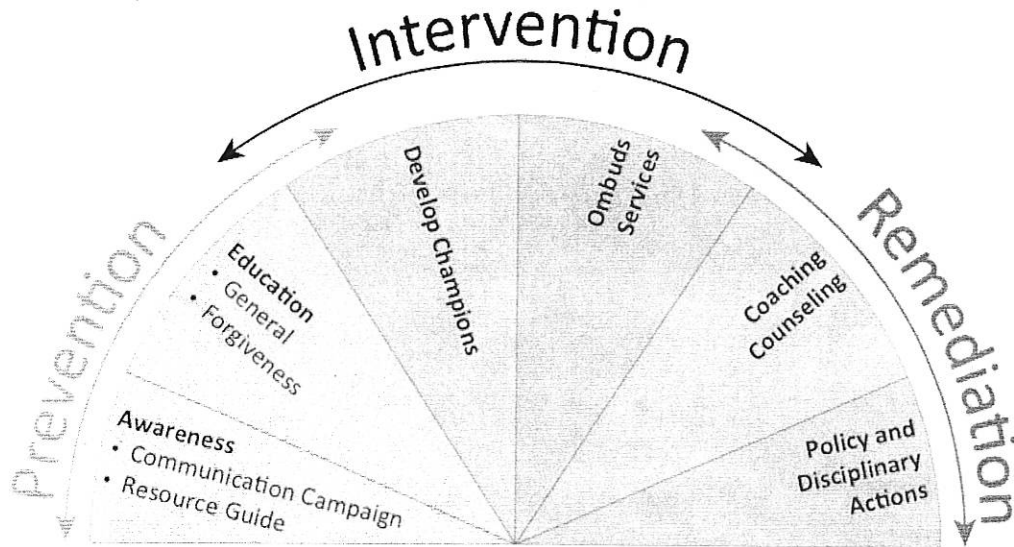 Intervention
Prevention
Remediation
Awareness
• Communication Campaign
• Resource Guide
Education
• General
• Forgiveness
Develop Champions
Ombuds
Services
Coaching
Counseling
Policy and
Disciplinary
Actions